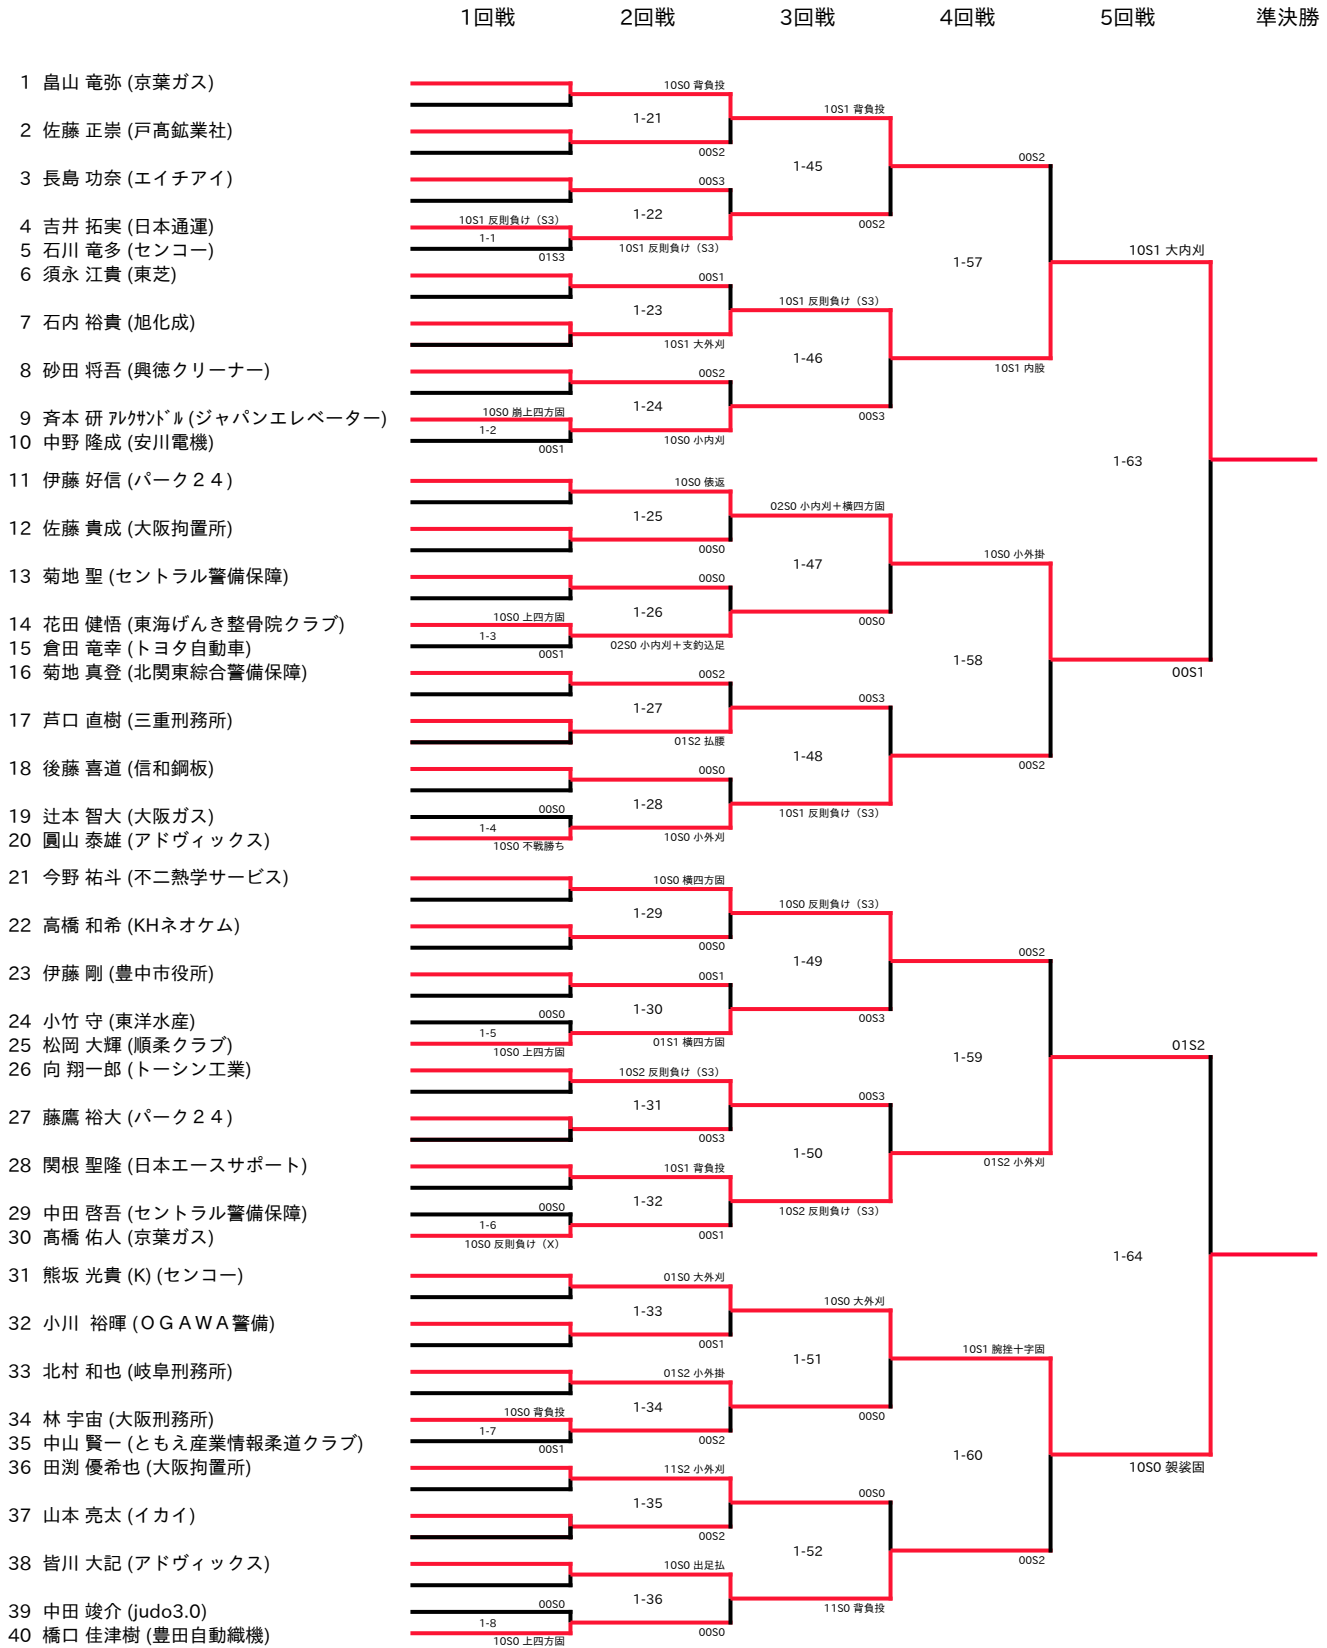 1回戦 2回戦 3回戦 4回戦 5回戦 準決勝
1 畠山 竜弥 (京葉ガス)
10S0 背負投
10S1 背負投
1-21
2 佐藤 正崇 (戸髙鉱業社)
00S2
00S2
1-45
3 長島 功奈 (エイチアイ)
00S3
1-22
4 吉井 拓実 (日本通運)
10S1 反則負け（S3）
00S2
1-1
5 石川 竜多 (センコー)
10S1 反則負け（S3）
01S3
10S1 大内刈
1-57
6 須永 江貴 (東芝)
00S1
10S1 反則負け（S3）
1-23
7 石内 裕貴 (旭化成)
10S1 大外刈
1-46
10S1 内股
8 砂田 将吾 (興徳クリーナー)
00S2
1-24
9 斉本 研 ｱﾚｸｻﾝﾄﾞﾙ (ジャパンエレベーター)
10S0 崩上四方固
00S3
1-2
10 中野 隆成 (安川電機)
10S0 小内刈
00S1
1-63
11 伊藤 好信 (パーク２４)
10S0 俵返
02S0 小内刈＋横四方固
1-25
12 佐藤 貴成 (大阪拘置所)
00S0
10S0 小外掛
1-47
13 菊地 聖 (セントラル警備保障)
00S0
1-26
14 花田 健悟 (東海げんき整骨院クラブ)
10S0 上四方固
00S0
1-3
15 倉田 竜幸 (トヨタ自動車)
02S0 小内刈＋支釣込足
00S1
1-58
00S1
16 菊地 真登 (北関東綜合警備保障)
00S2
00S3
1-27
17 芦口 直樹 (三重刑務所)
01S2 払腰
1-48
00S2
18 後藤 喜道 (信和鋼板)
00S0
1-28
19 辻本 智大 (大阪ガス)
00S0
10S1 反則負け（S3）
1-4
20 圓山 泰雄 (アドヴィックス)
10S0 小外刈
10S0 不戦勝ち
21 今野 祐斗 (不二熱学サービス)
10S0 横四方固
10S0 反則負け（S3）
1-29
22 高橋 和希 (KHネオケム)
00S0
00S2
1-49
23 伊藤 剛 (豊中市役所)
00S1
1-30
24 小竹 守 (東洋水産)
00S0
00S3
1-5
25 松岡 大輝 (順柔クラブ)
01S1 横四方固
10S0 上四方固
01S2
1-59
26 向 翔一郎 (トーシン工業)
10S2 反則負け（S3）
00S3
1-31
27 藤鷹 裕大 (パーク２４)
00S3
1-50
01S2 小外刈
28 関根 聖隆 (日本エースサポート)
10S1 背負投
1-32
29 中田 啓吾 (セントラル警備保障)
00S0
10S2 反則負け（S3）
1-6
30 髙橋 佑人 (京葉ガス)
00S1
10S0 反則負け（X）
1-64
31 熊坂 光貴 (K) (センコー)
01S0 大外刈
10S0 大外刈
1-33
32 小川 裕暉 (ＯＧＡＷＡ警備)
00S1
10S1 腕挫十字固
1-51
33 北村 和也 (岐阜刑務所)
01S2 小外掛
1-34
34 林 宇宙 (大阪刑務所)
10S0 背負投
00S0
1-7
35 中山 賢一 (ともえ産業情報柔道クラブ)
00S2
00S1
1-60
10S0 袈裟固
36 田渕 優希也 (大阪拘置所)
11S2 小外刈
00S0
1-35
37 山本 亮太 (イカイ)
00S2
1-52
00S2
38 皆川 大記 (アドヴィックス)
10S0 出足払
1-36
39 中田 竣介 (judo3.0)
00S0
11S0 背負投
1-8
40 橋口 佳津樹 (豊田自動織機)
00S0
10S0 上四方固